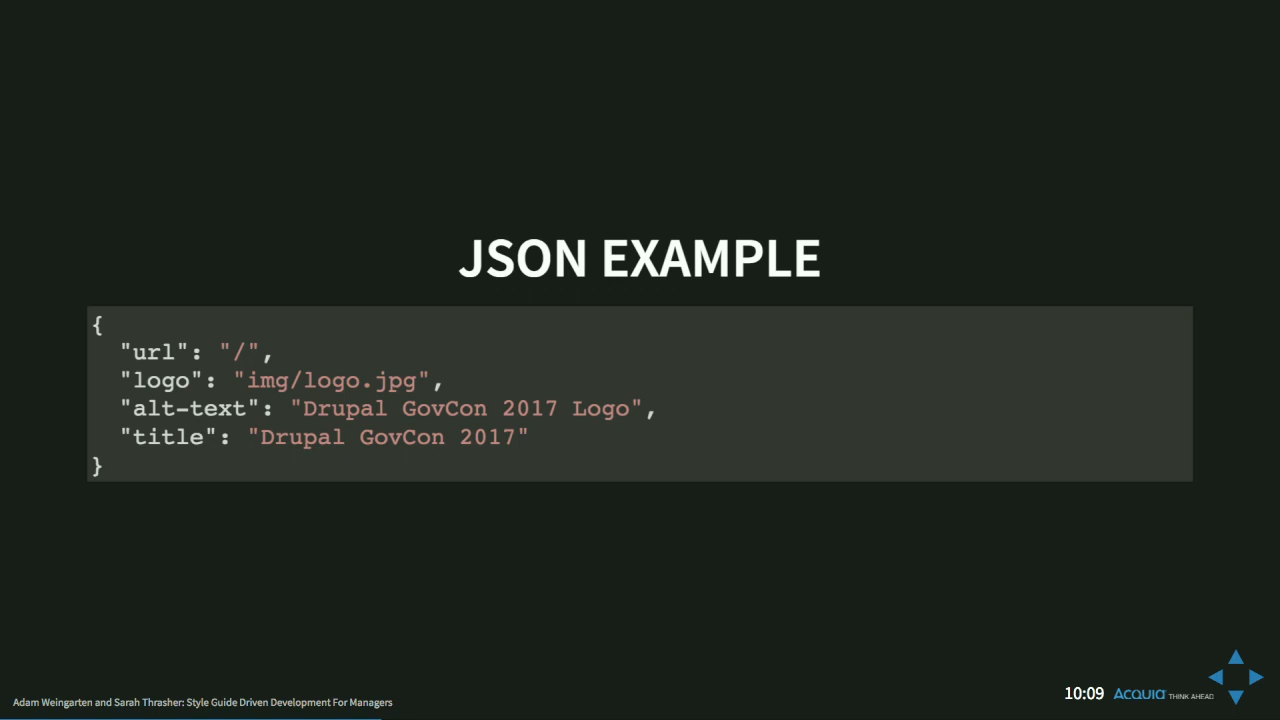 JSON EXAMPLE
{
  "url": "/",
  "logo": "img/logo.jpg",
  "alt-text": "Drupal GovCon 2017 Logo",
  "title": "Drupal GovCon 2017"
}
Adam Weingarten and Sarah Thrasher: Style Guide Driven Development For Managers
10:09 Acquia THINK AHEAD